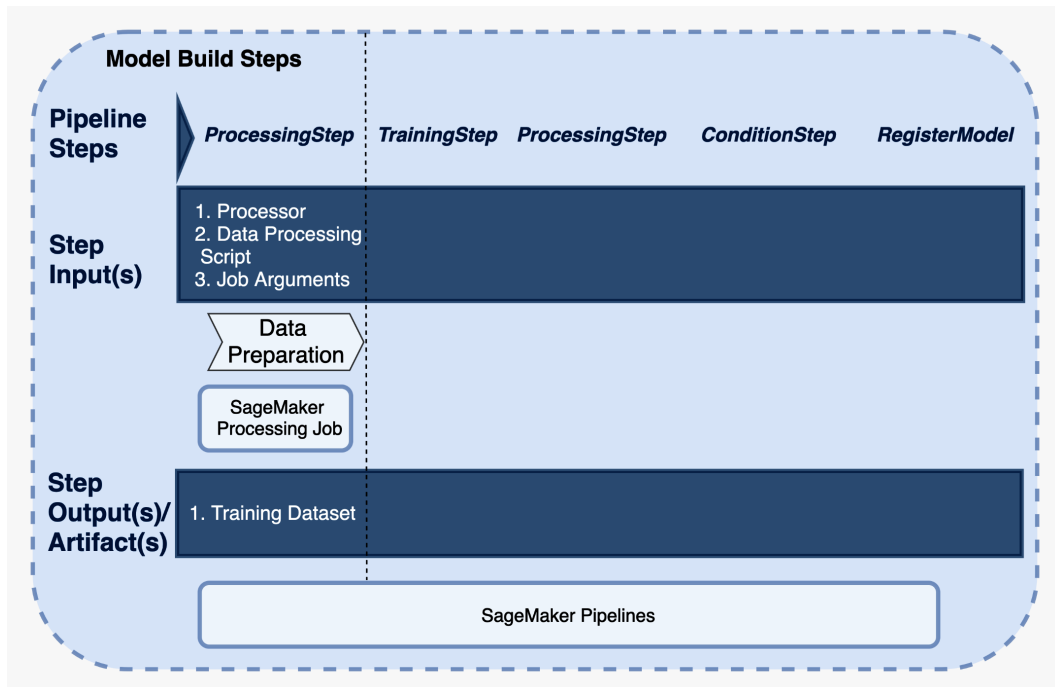 Model Build Steps
Pipeline
Steps
ProcessingStep
TrainingStep
ProcessingStep
ConditionStep
RegisterModel
Step
Input(s)
1. Processor
2. Data Processing
Script
3. Job Arguments
Data
Preparation
SageMaker
Processing Job
Step
Output(s)/
Artifact(s)
1. Training Dataset
SageMaker Pipelines